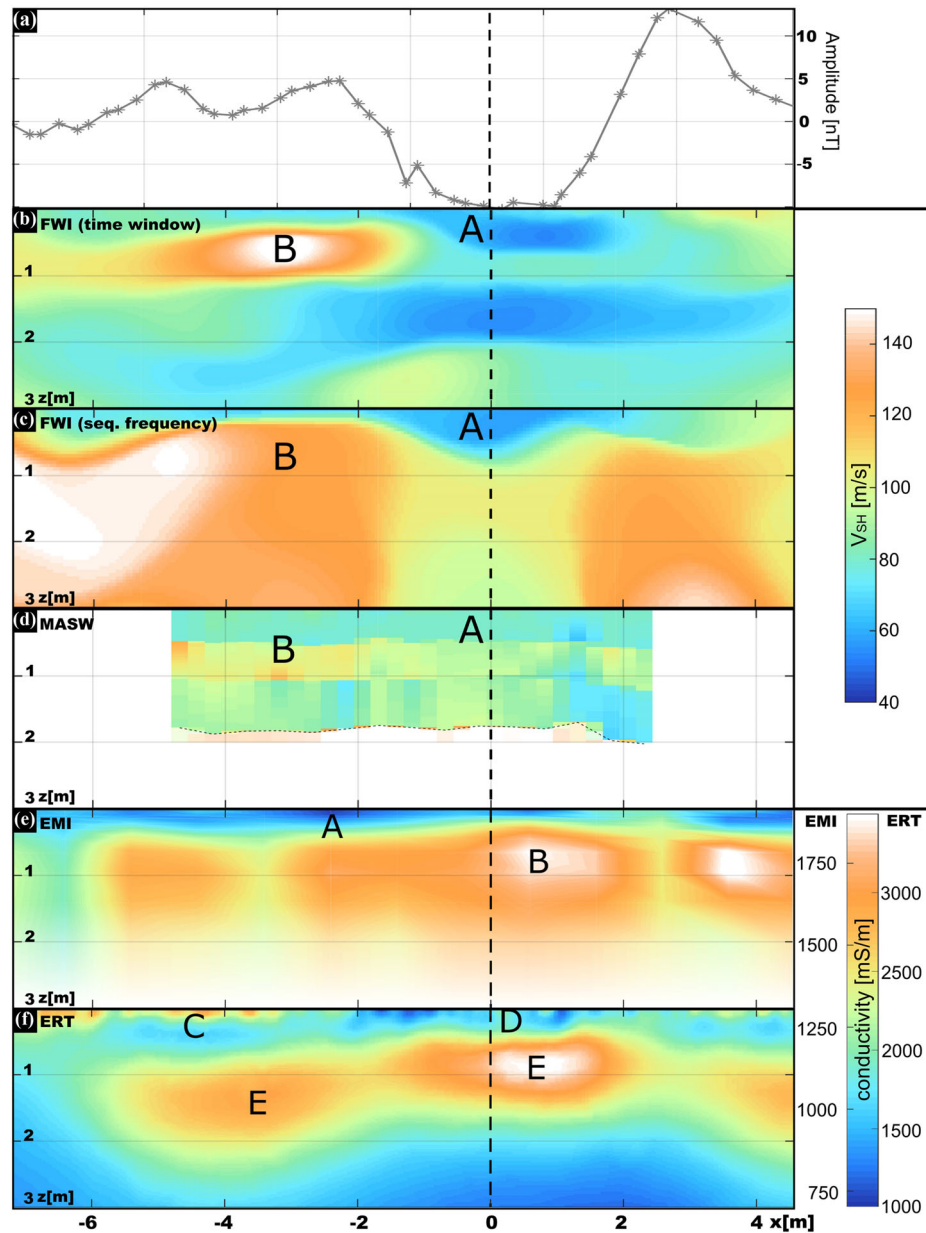 (a)
10
5
0
-5
Amplitude [nT]
(b) FWI (time window)
A
B
1
2
3 z[m]
(c) FWI (seq. frequency)
A
B
1
2
3 z[m]
(d) MASW
A
B
1
2
3 z[m]
140
120
100
80
60
40
V_SH [m/s]
(e) EMI
A
B
1
2
3 z[m]
(f) ERT
C
D
E
E
1
2
3 z[m]
-6
-4
-2
0
2
4
x[m]
EMI
ERT
1750
1500
1250
1000
750
conductivity [mS/m]
3000
2500
2000
1500
1000